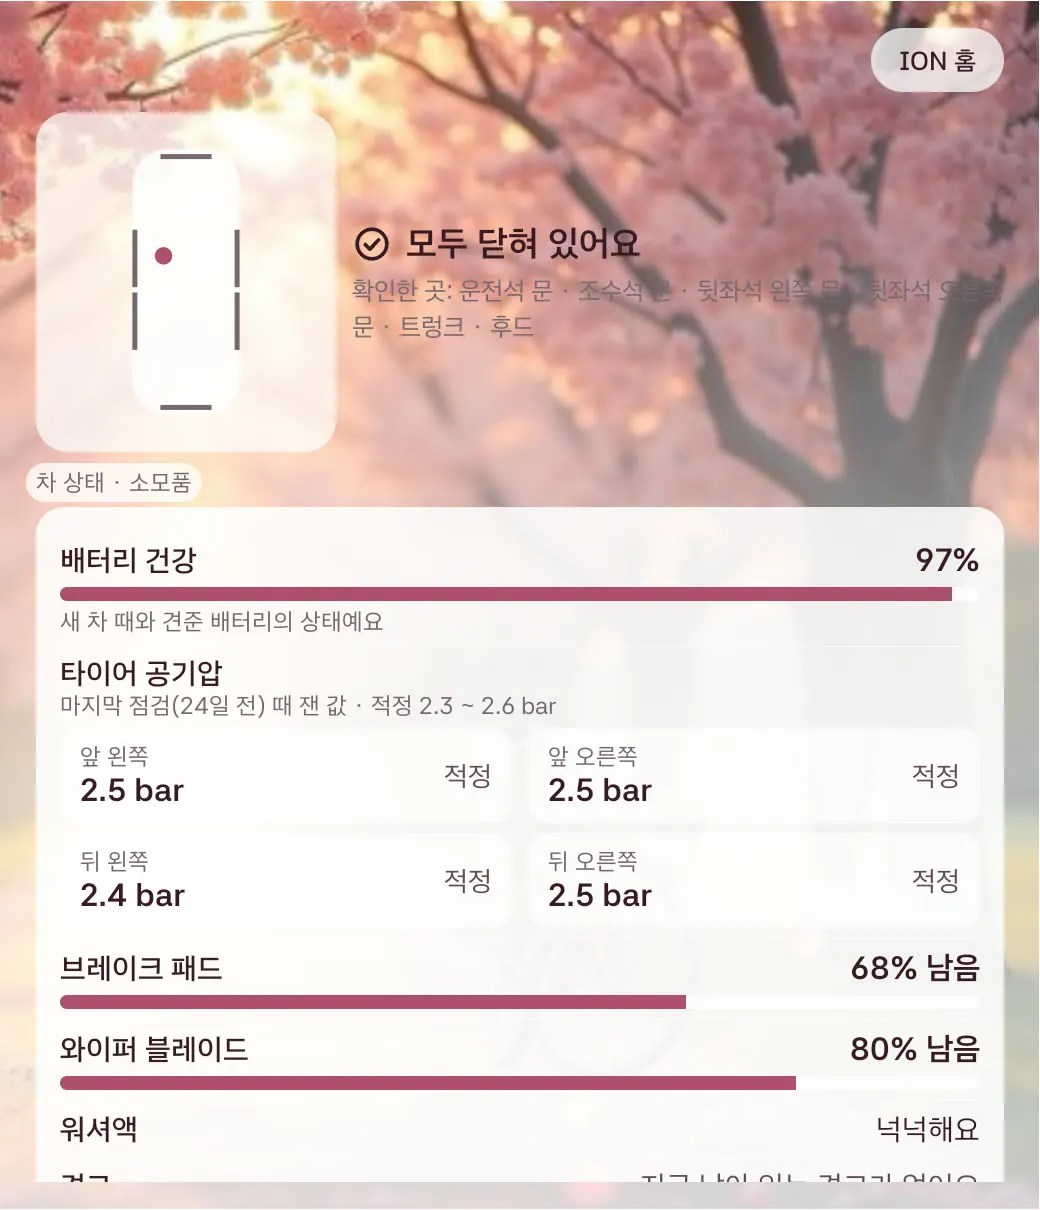 ION 홈
모두 닫혀 있어요
확인한 곳: 운전석 문 · 조수석 문 · 뒷좌석 왼쪽 문 · 뒷좌석 오른쪽
문 · 트렁크 · 후드
차 상태 · 소모품
배터리 건강 97%
새 차 때와 견준 배터리의 상태예요
타이어 공기압
마지막 점검(24일 전) 때 잰 값 · 적정 2.3 ~ 2.6 bar
앞 왼쪽
2.5 bar 적정
앞 오른쪽
2.5 bar 적정
뒤 왼쪽
2.4 bar 적정
뒤 오른쪽
2.5 bar 적정
브레이크 패드 68% 남음
와이퍼 블레이드 80% 남음
워셔액 넉넉해요